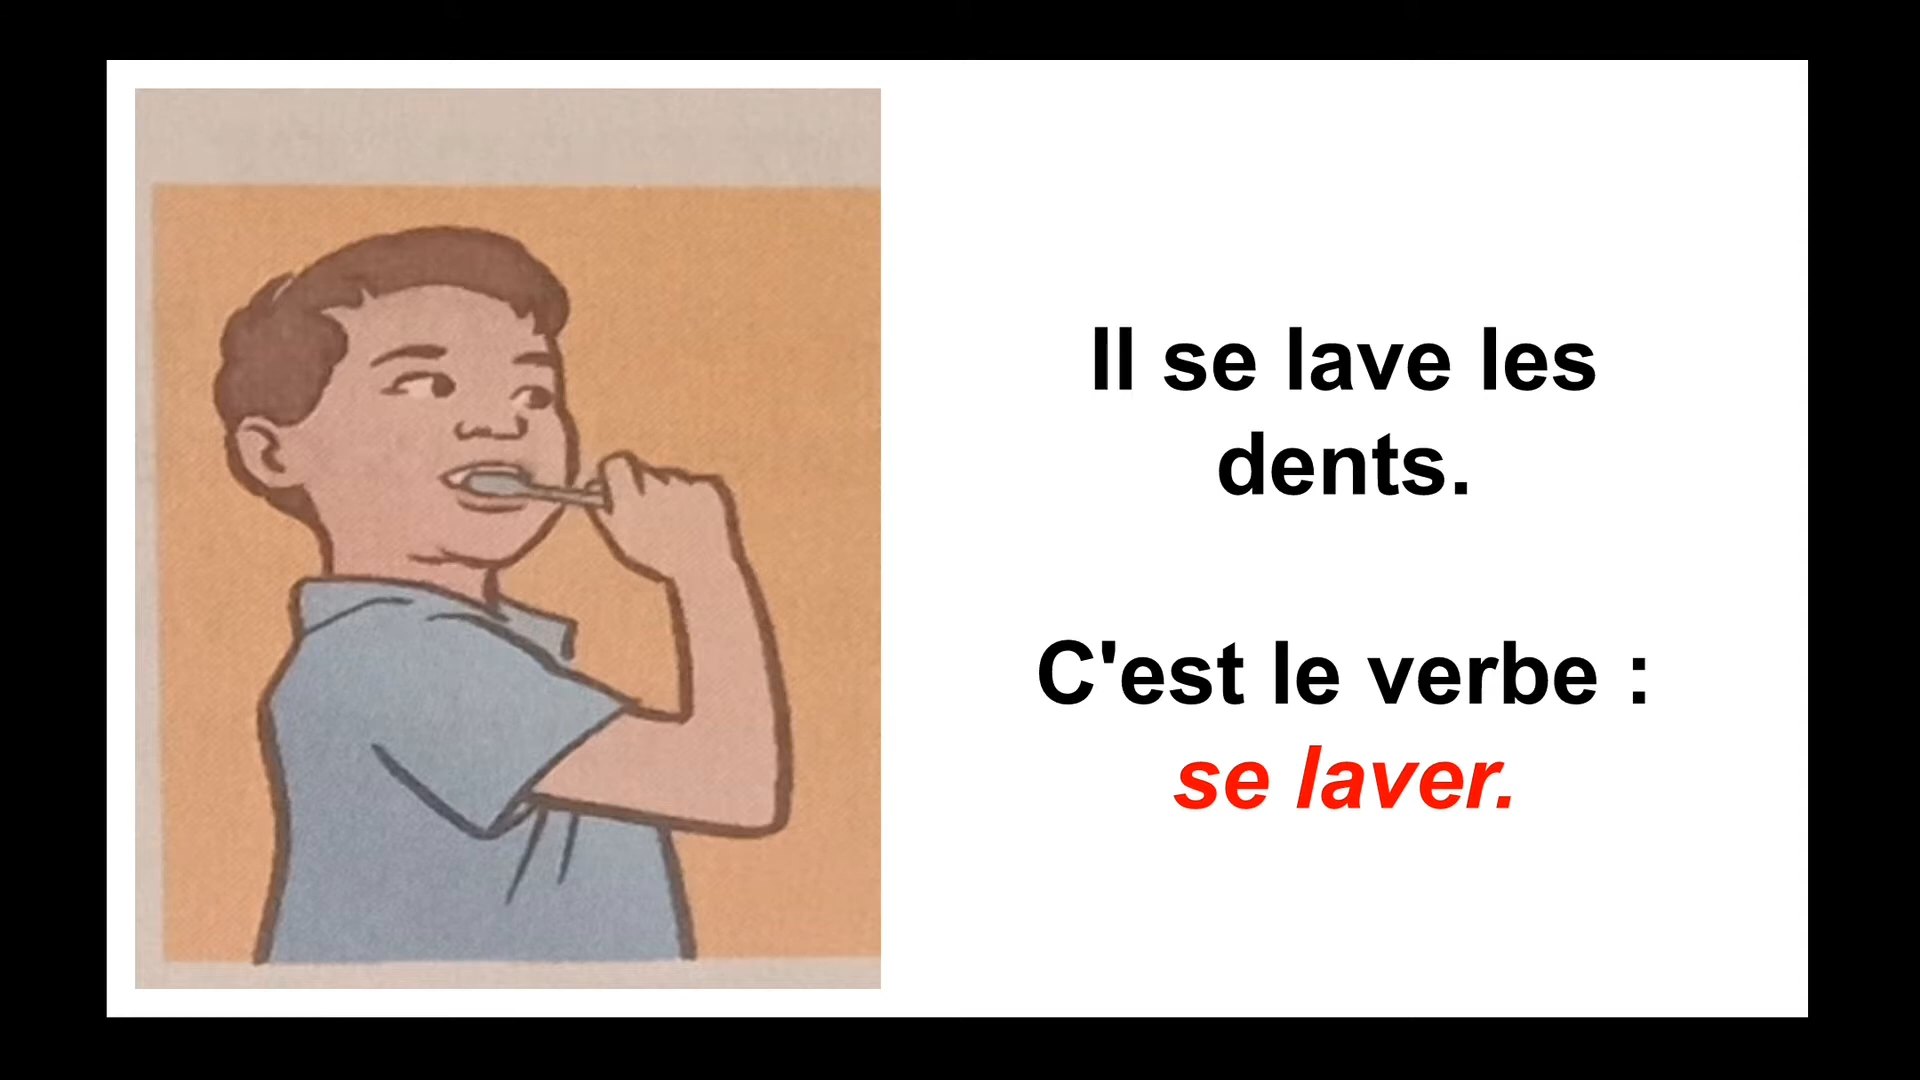 Il se lave les
dents.
C'est le verbe :
se laver.